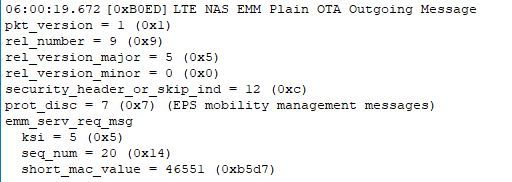 06:00:19.672 [0xB0ED] LTE NAS EMM Plain OTA Outgoing Message
pkt_version = 1 (0x1)
rel_number = 9 (0x9)
rel_version_major = 5 (0x5)
rel_version_minor = 0 (0x0)
security_header_or_skip_ind = 12 (0xc)
prot_disc = 7 (0x7) (EPS mobility management messages)
emm_serv_req_msg
ksi = 5 (0x5)
seq_num = 20 (0x14)
short_mac_value = 46551 (0xb5d7)